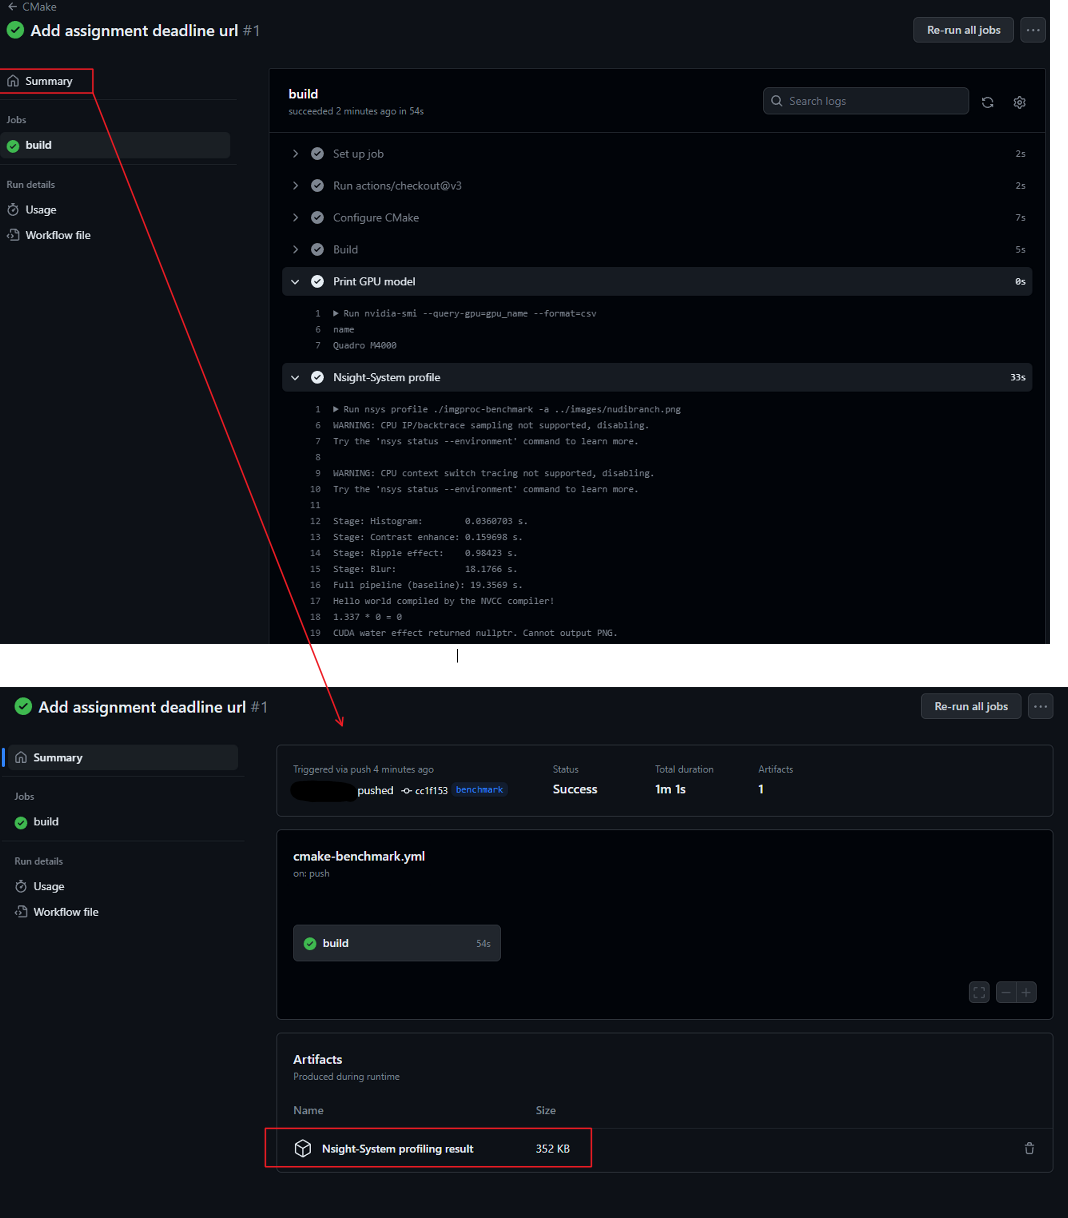 ← CMake
Add assignment deadline url #1
Re-run all jobs
Summary
Jobs
build
Run details
Usage
Workflow file
build
succeeded 2 minutes ago in 54s
Search logs
Set up job 2s
Run actions/checkout@v3 2s
Configure CMake 7s
Build 5s
Print GPU model 0s
1 ▶ Run nvidia-smi --query-gpu=gpu_name --format=csv
6 name
7 Quadro M4000
Nsight-System profile 33s
1 ▶ Run nsys profile ./imgproc-benchmark -a ../images/nudibranch.png
6 WARNING: CPU IP/backtrace sampling not supported, disabling.
7 Try the 'nsys status --environment' command to learn more.
8
9 WARNING: CPU context switch tracing not supported, disabling.
10 Try the 'nsys status --environment' command to learn more.
11
12 Stage: Histogram: 0.0360703 s.
13 Stage: Contrast enhance: 0.159698 s.
14 Stage: Ripple effect: 0.98423 s.
15 Stage: Blur: 18.1766 s.
16 Full pipeline (baseline): 19.3569 s.
17 Hello world compiled by the NVCC compiler!
18 1.337 * 0 = 0
19 CUDA water effect returned nullptr. Cannot output PNG.
Add assignment deadline url #1
Re-run all jobs
Summary
Jobs
build
Run details
Usage
Workflow file
Triggered via push 4 minutes ago
pushed cc1f153 benchmark
Status
Success
Total duration
1m 1s
Artifacts
1
cmake-benchmark.yml
on: push
build 54s
Artifacts
Produced during runtime
Name Size
Nsight-System profiling result 352 KB